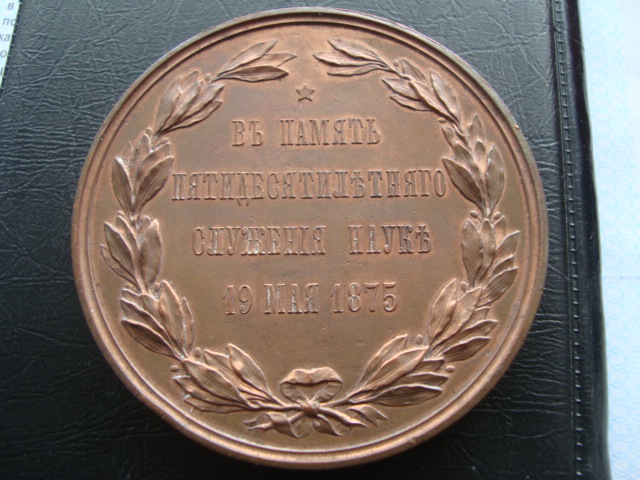 ВЪ ПАМЯТЬ
ПЯТИДЕСЯТИЛѢТНЯГО
СЛУЖЕНІЯ НАУКѢ
19 МАЯ 1875